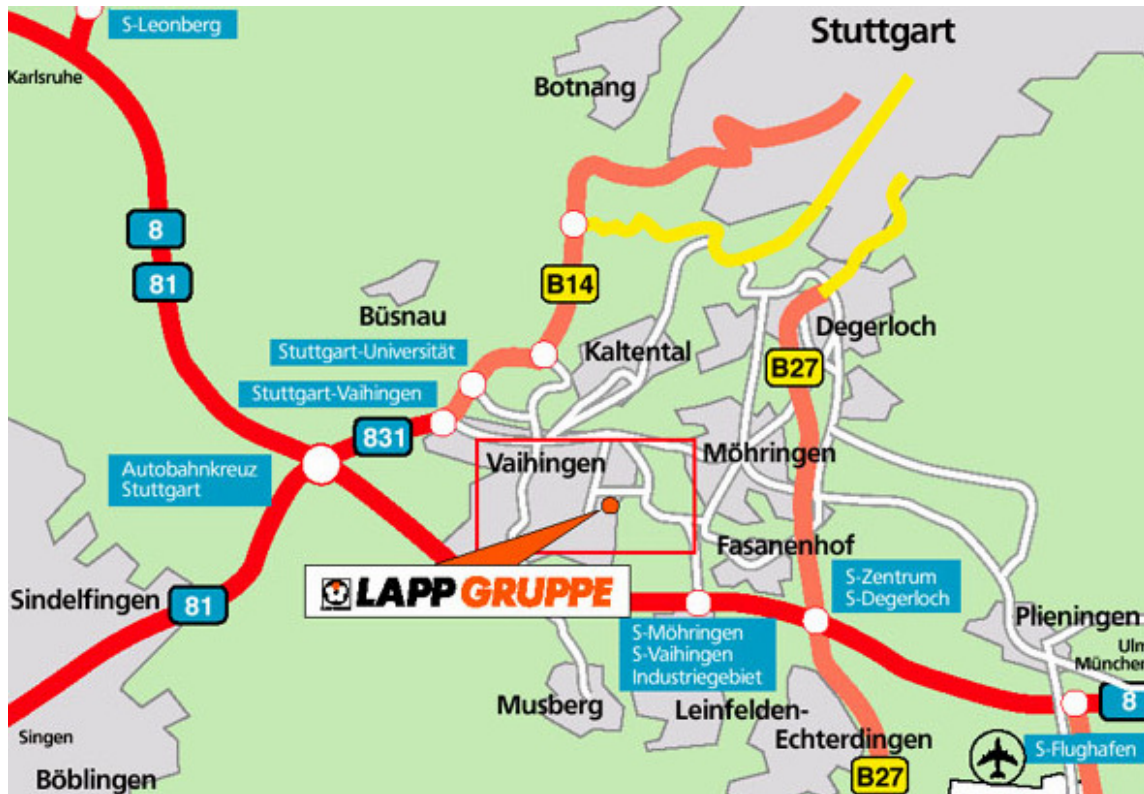 S-Leonberg
Stuttgart
Karlsruhe
Botnang
8
81
B14
Büsnau
Degerloch
Stuttgart-Universität
Kaltental
B27
Stuttgart-Vaihingen
831
Vaihingen
Möhringen
Autobahnkreuz
Stuttgart
Fasanenhof
S-Zentrum
S-Degerloch
LAPP GRUPPE
Sindelfingen
81
Plieningen
S-Möhringen
S-Vaihingen
Industriegebiet
Ulm
München
8
Musberg
Leinfelden-
Echterdingen
Singen
S-Flughafen
Böblingen
B27